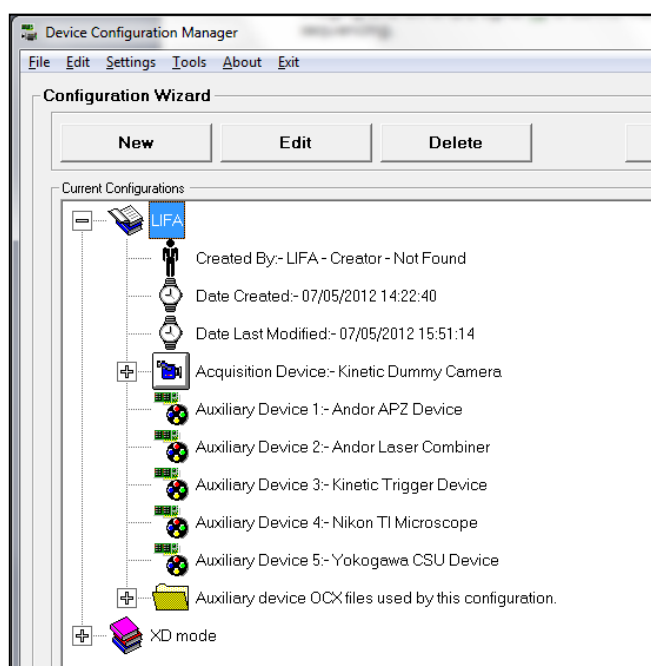 Device Configuration Manager
sequencing.
File Edit Settings Tools About Exit
Configuration Wizard
New Edit Delete
Current Configurations
LIFA
Created By:- LIFA - Creator - Not Found
Date Created:- 07/05/2012 14:22:40
Date Last Modified:- 07/05/2012 15:51:14
Acquisition Device:- Kinetic Dummy Camera
Auxiliary Device 1:- Andor APZ Device
Auxiliary Device 2:- Andor Laser Combiner
Auxiliary Device 3:- Kinetic Trigger Device
Auxiliary Device 4:- Nikon TI Microscope
Auxiliary Device 5:- Yokogawa CSU Device
Auxiliary device OCX files used by this configuration.
XD mode